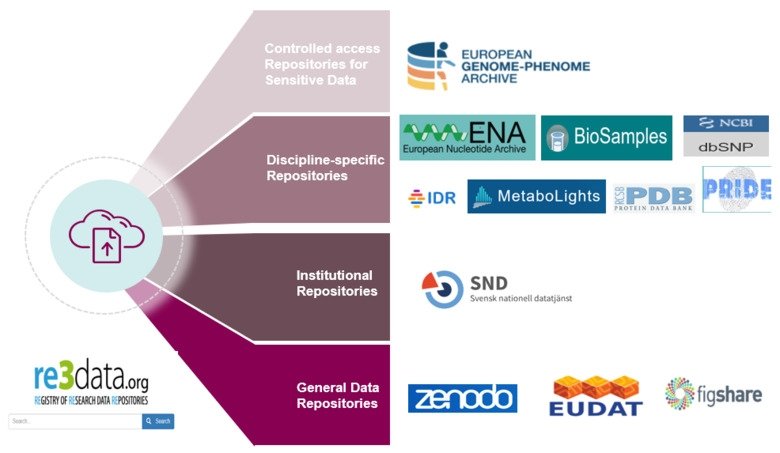 Controlled access
Repositories for
Sensitive Data
EUROPEAN
GENOME-PHENOME
ARCHIVE
Discipline-specific
Repositories
ENA
European Nucleotide Archive
BioSamples
NCBI
dbSNP
IDR
MetaboLights
RCSB
PDB
PROTEIN DATA BANK
PRIDE
Institutional
Repositories
SND
Svensk nationell datatjänst
General Data
Repositories
zenodo
EUDAT
figshare
re3data.org
REGISTRY OF RESEARCH DATA REPOSITORIES
Search...
Search